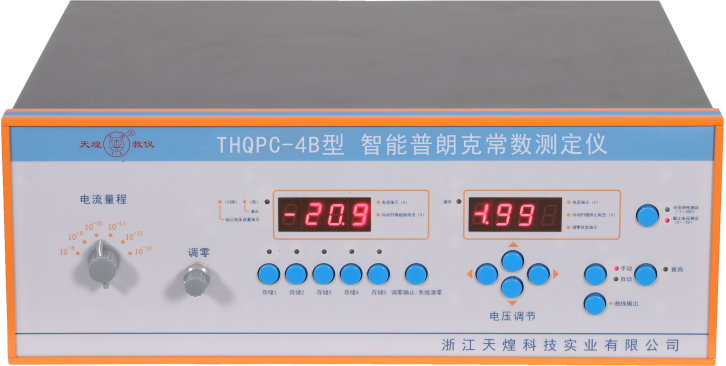 天煌 教仪
THQPC-4B型 智能普朗克常数测定仪
电流量程
10⁻⁸ 10⁻⁹ 10⁻¹⁰ 10⁻¹¹ 10⁻¹² 10⁻¹³
调零
-20.9
-1.99
存储1 存储2 存储3 存储4 存储5 调零确认/系统清零
电压调节
手动
自动
查询
曲线输出
浙江天煌科技实业有限公司